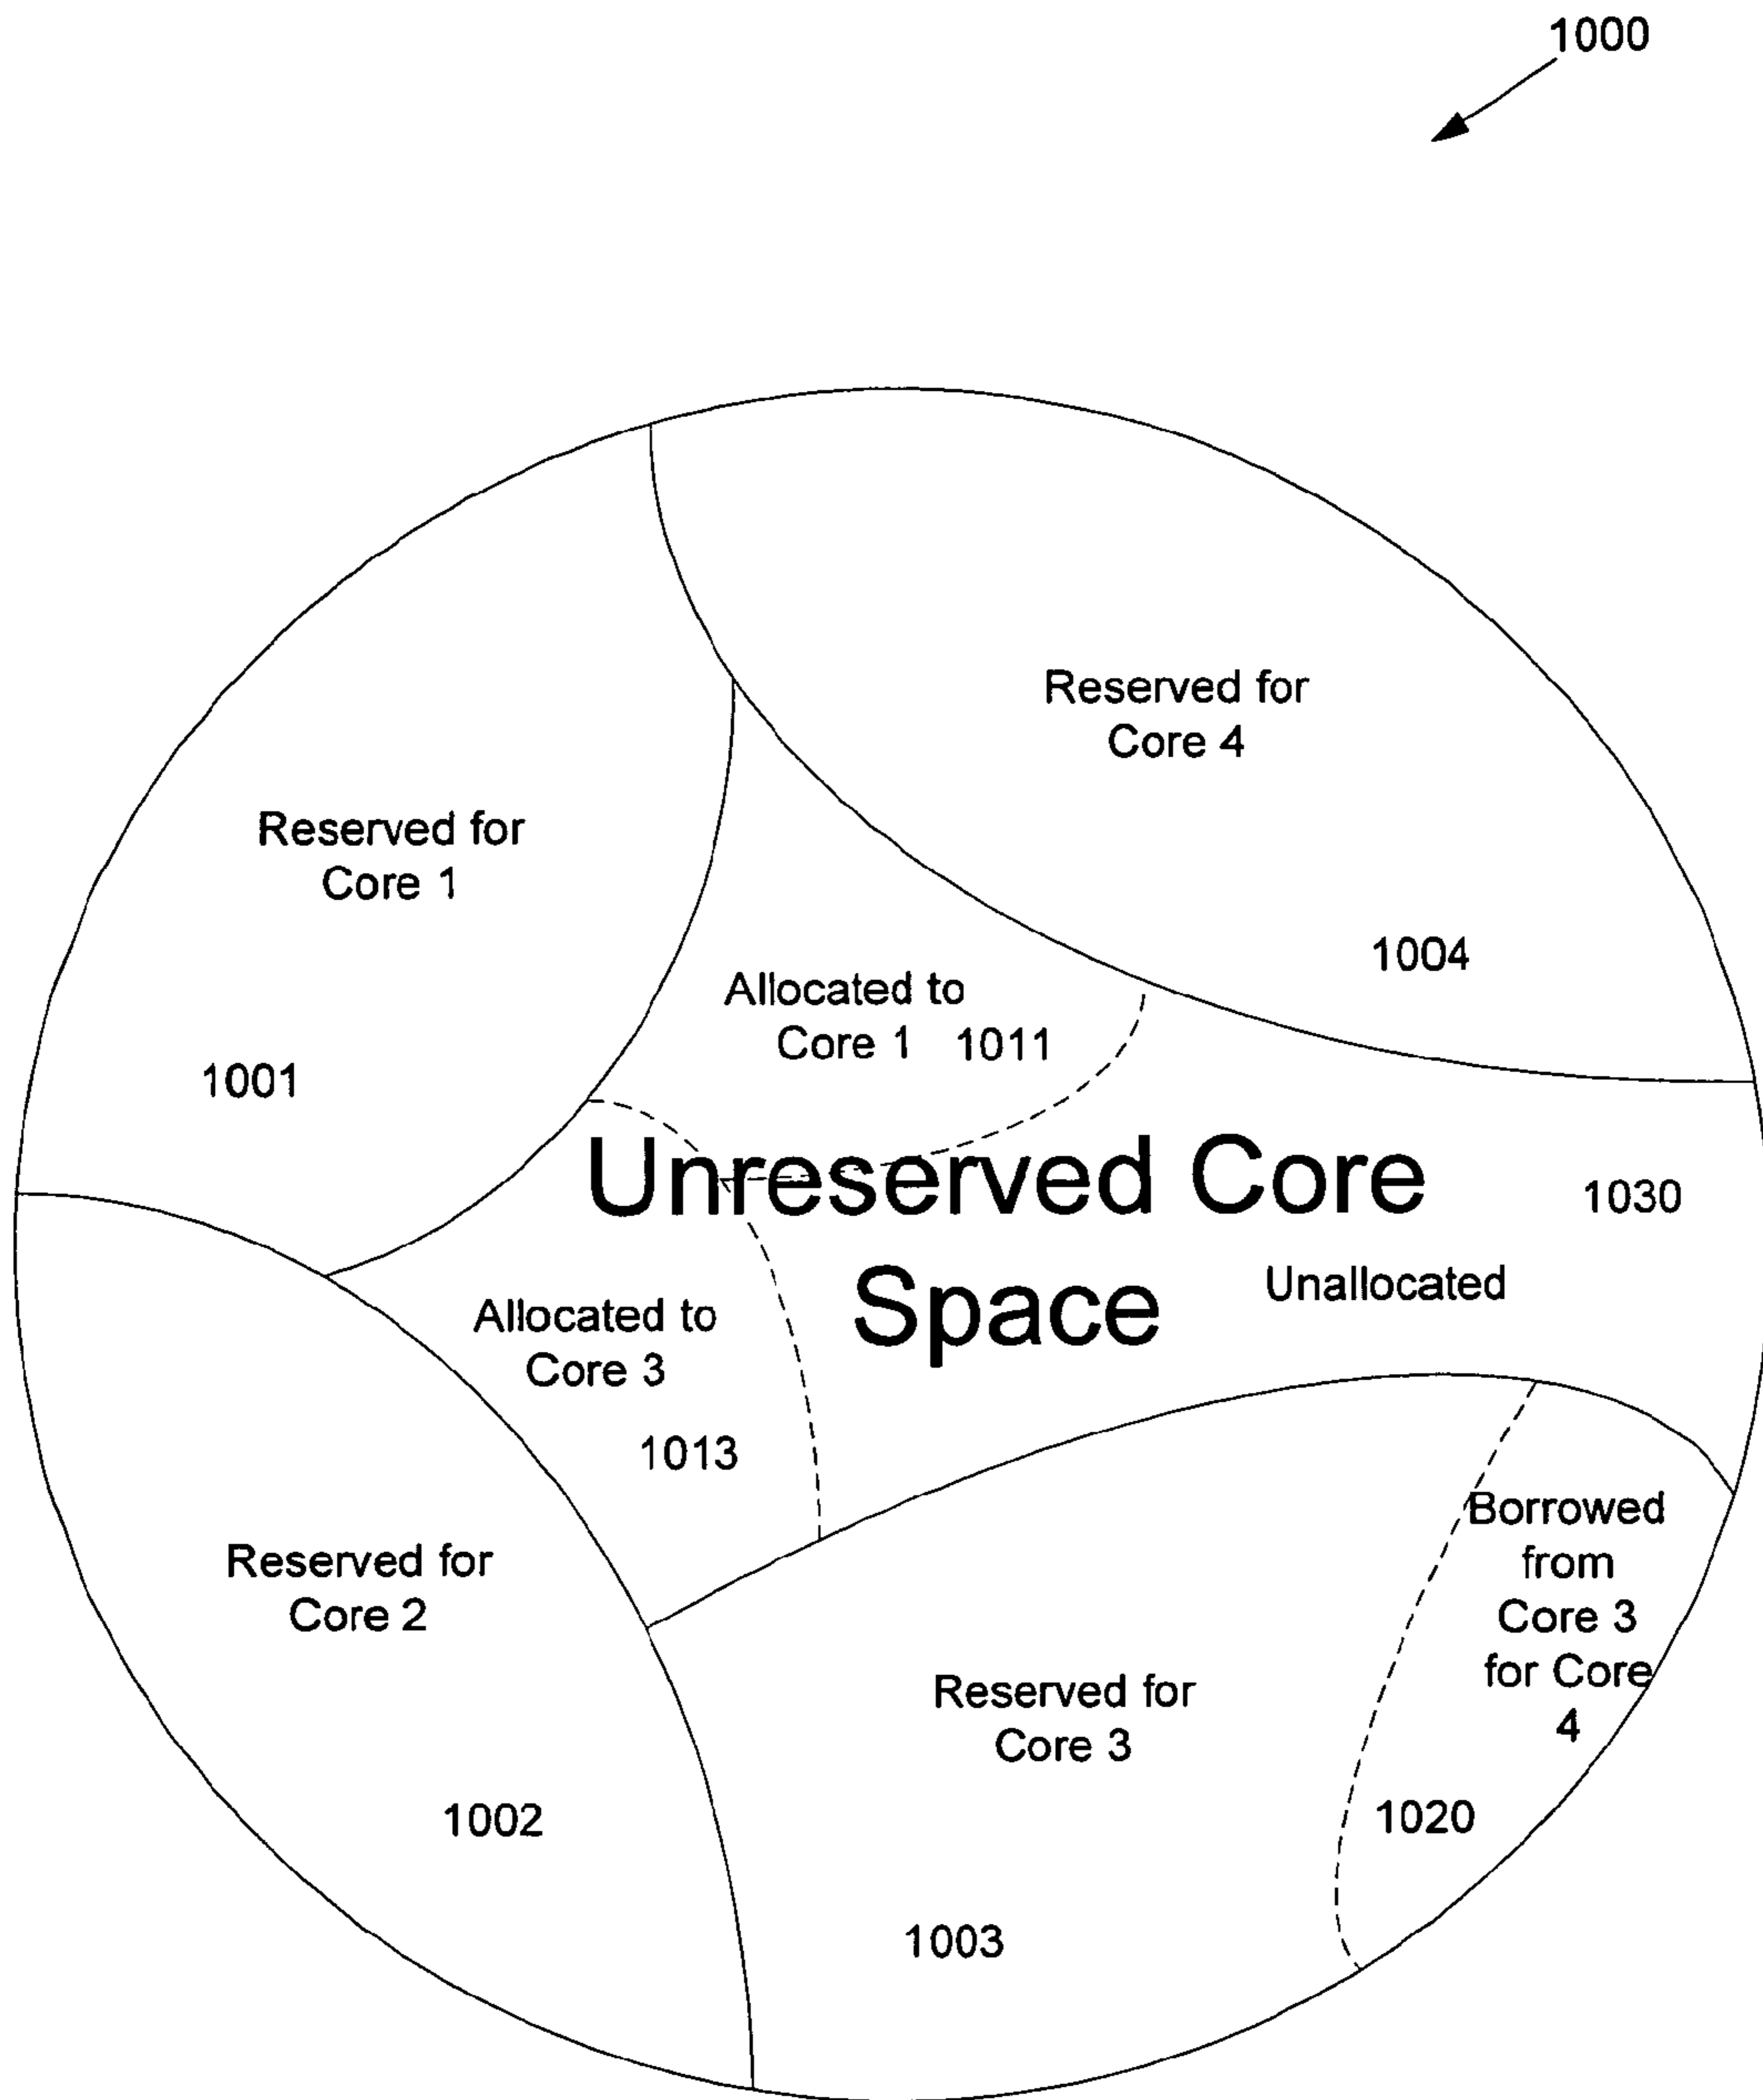 1000
Reserved for
Core 4
1004
Reserved for
Core 1
1001
Allocated to
Core 1 1011
Unreserved Core
Space
1030
Unallocated
Allocated to
Core 3
1013
Reserved for
Core 2
1002
Reserved for
Core 3
1003
Borrowed
from
Core 3
for Core
4
1020